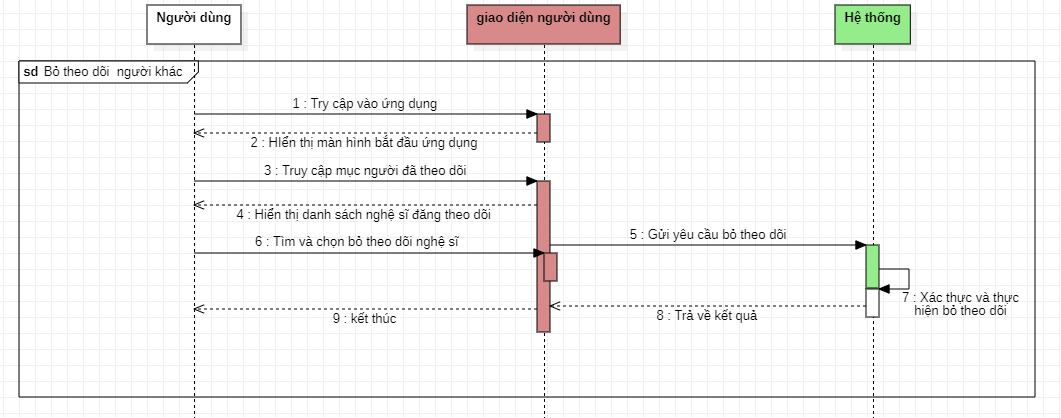 Người dùng
giao diện người dùng
Hệ thống
sd Bỏ theo dõi người khác
1 : Try cập vào ứng dụng
2 : HIển thị màn hình bắt đầu ứng dụng
3 : Truy cập mục người đã theo dõi
4 : Hiển thị danh sách nghệ sĩ đăng theo dõi
5 : Gửi yêu cầu bỏ theo dõi
6 : Tìm và chọn bỏ theo dõi nghệ sĩ
7 : Xác thực và thực
hiện bỏ theo dõi
8 : Trả về kết quả
9 : kết thúc